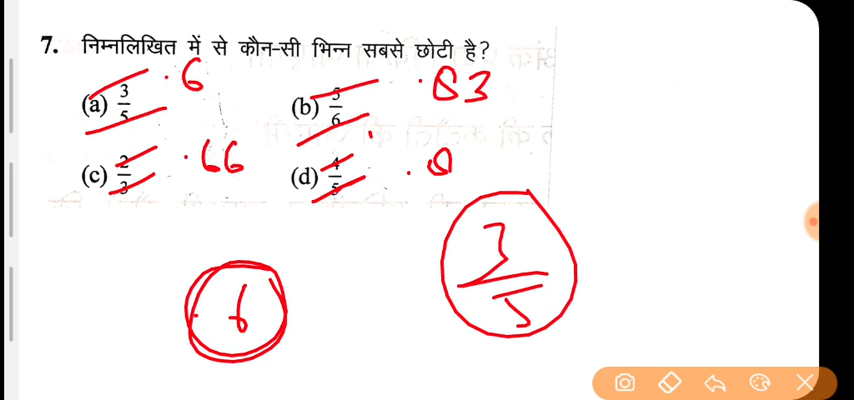 7. निम्नलिखित में से कौन-सी भिन्न सबसे छोटी है?
(a) 3/5 .6 (b) 5/6 .83
(c) 2/3 .66 (d) 4/5 .8
.6 3/5